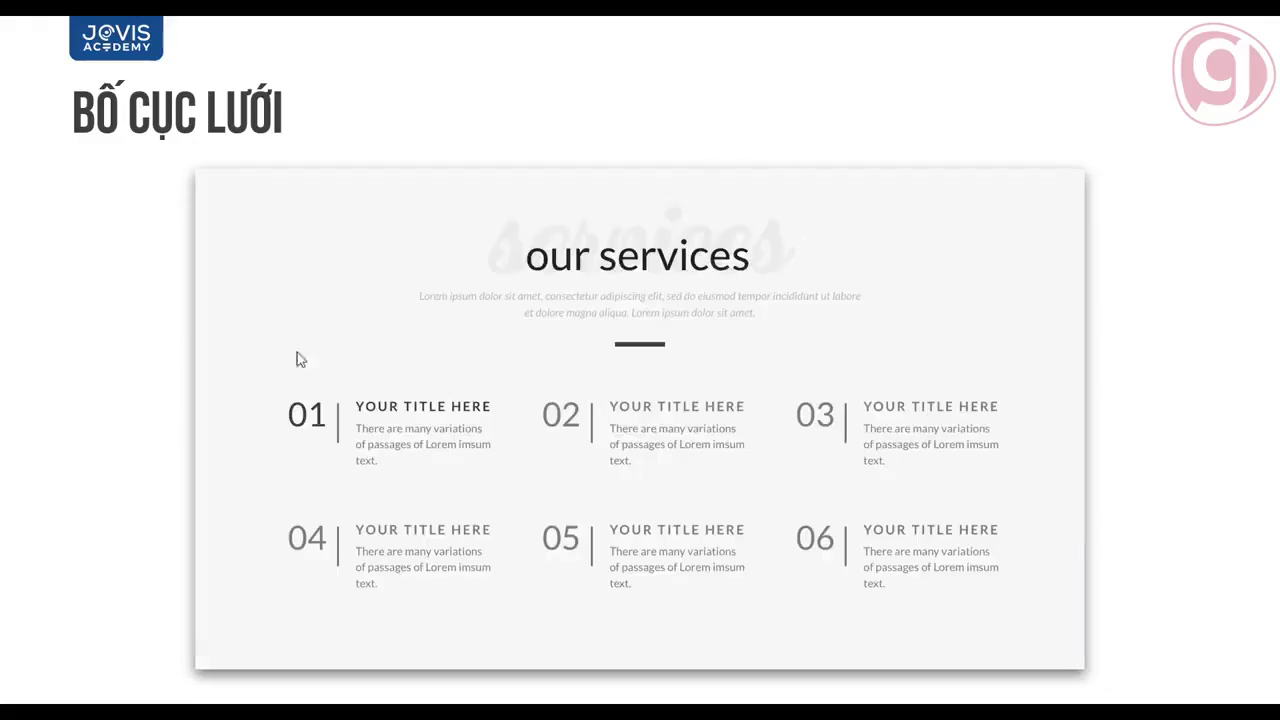 JOVIS
ACADEMY
BỐ CỤC LƯỚI
services
our services
Lorem ipsum dolor sit amet, consectetur adipiscing elit, sed do eiusmod tempor incididunt ut labore
et dolore magna aliqua. Lorem ipsum dolor sit amet.
01
YOUR TITLE HERE
There are many variations
of passages of Lorem imsum
text.
02
YOUR TITLE HERE
There are many variations
of passages of Lorem imsum
text.
03
YOUR TITLE HERE
There are many variations
of passages of Lorem imsum
text.
04
YOUR TITLE HERE
There are many variations
of passages of Lorem imsum
text.
05
YOUR TITLE HERE
There are many variations
of passages of Lorem imsum
text.
06
YOUR TITLE HERE
There are many variations
of passages of Lorem imsum
text.